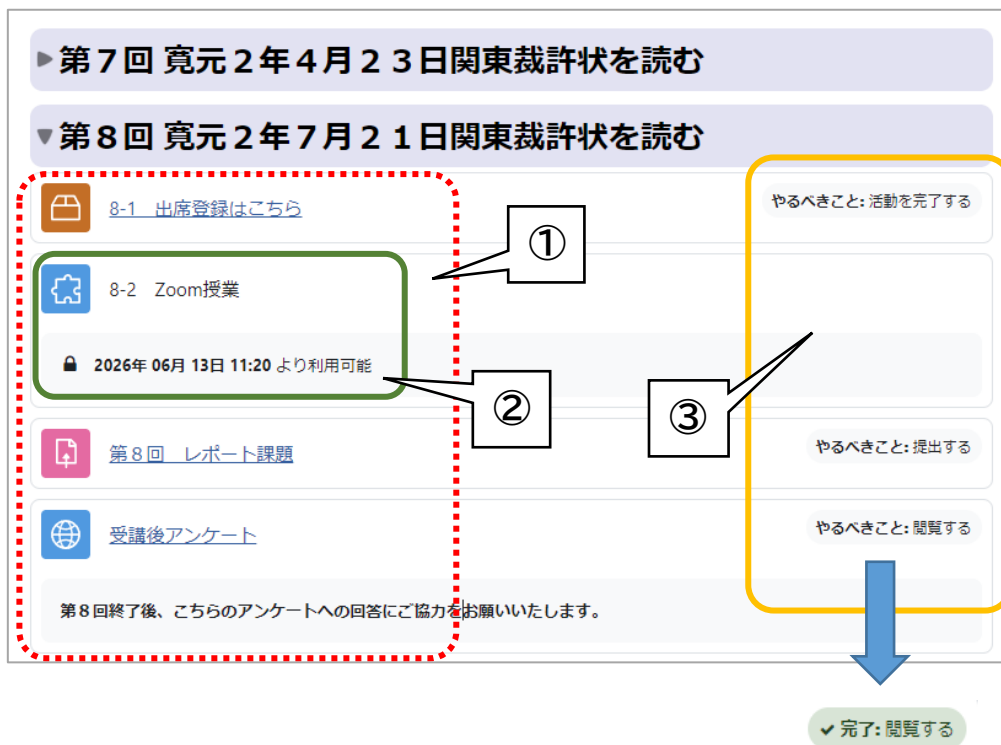 第７回 寛元２年４月２３日関東裁許状を読む
第８回 寛元２年７月２１日関東裁許状を読む
8-1　出席登録はこちら
やるべきこと: 活動を完了する
①
8-2　Zoom授業
2026年 06月 13日 11:20 より利用可能
②
③
第８回　レポート課題
やるべきこと: 提出する
受講後アンケート
やるべきこと: 閲覧する
第８回終了後、こちらのアンケートへの回答にご協力をお願いいたします。
✓ 完了: 閲覧する